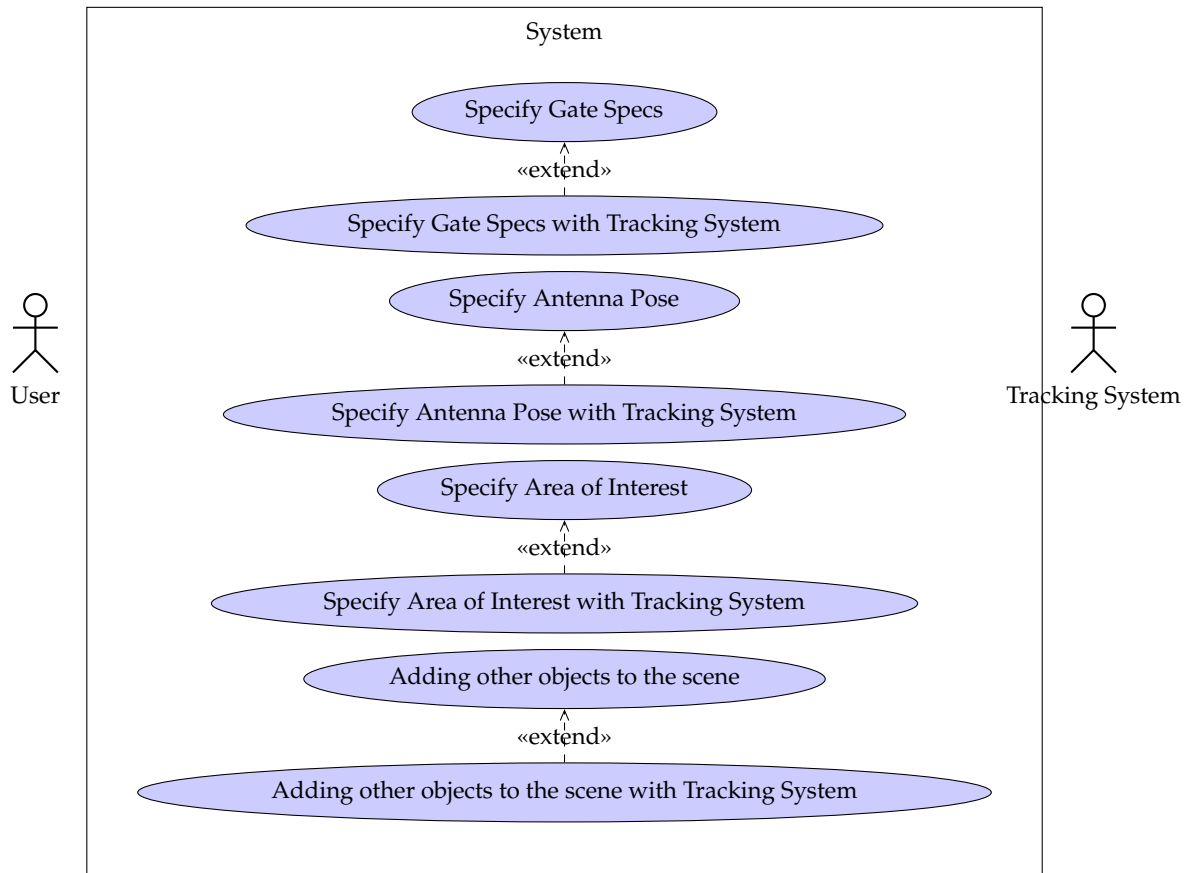 System
Specify Gate Specs
«extend»
Specify Gate Specs with Tracking System
Specify Antenna Pose
«extend»
User
Tracking System
Specify Antenna Pose with Tracking System
Specify Area of Interest
«extend»
Specify Area of Interest with Tracking System
Adding other objects to the scene
«extend»
Adding other objects to the scene with Tracking System